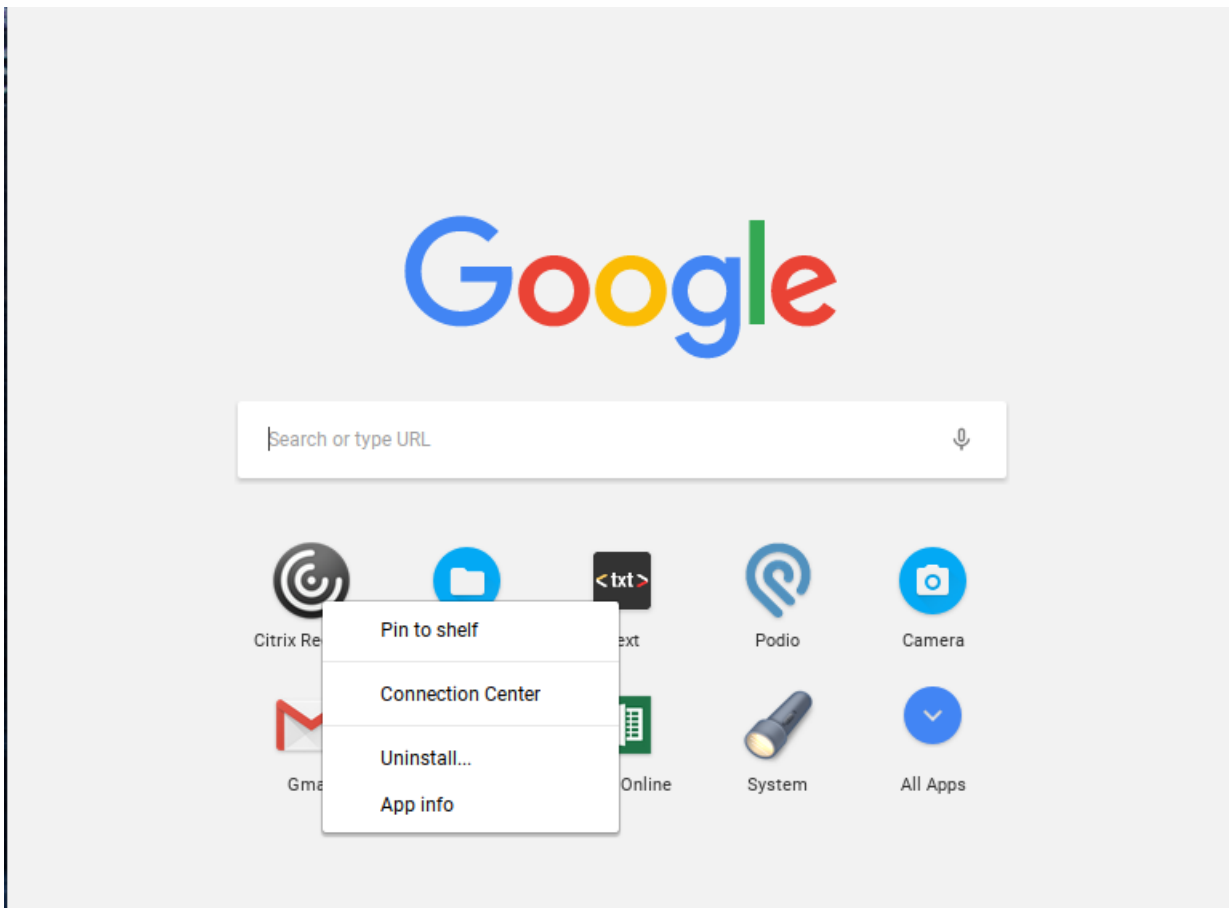 Google
Search or type URL
<txt>
Citrix Re
ext
Podio
Camera
Pin to shelf
Connection Center
Uninstall...
App info
Gma
Online
System
All Apps